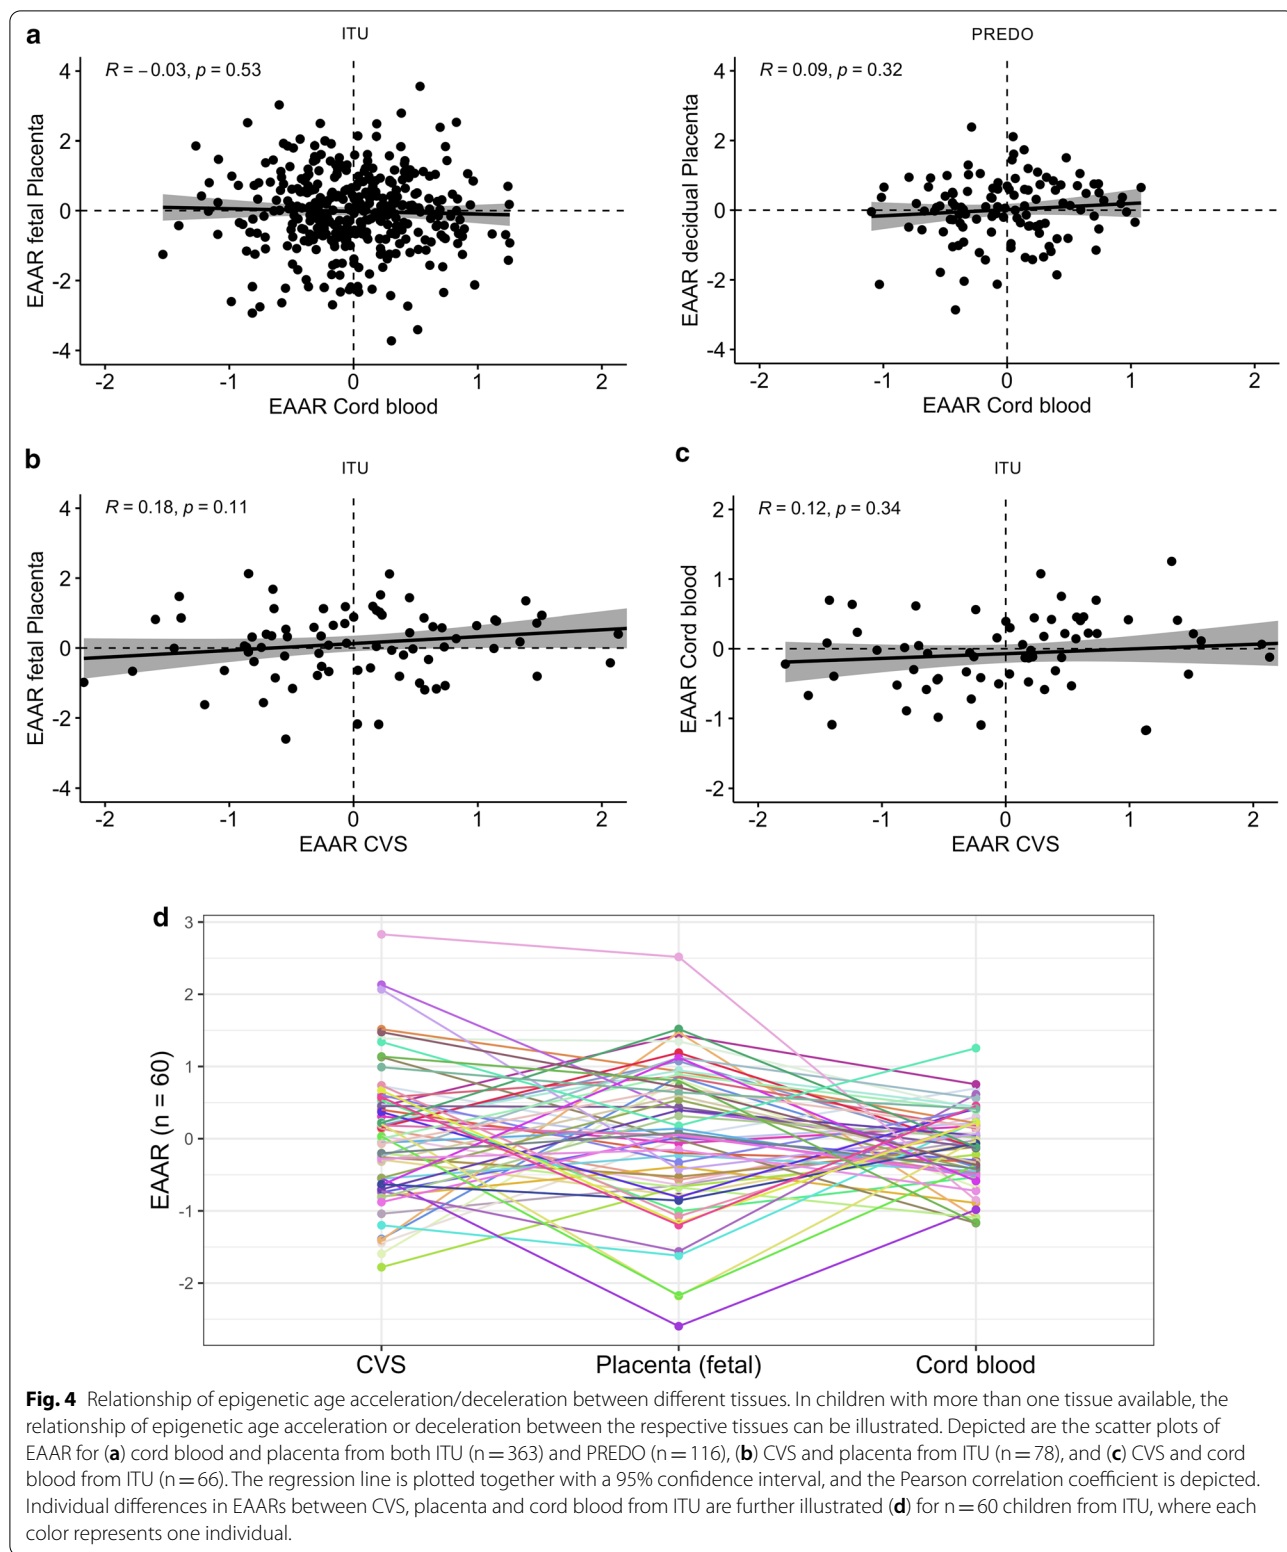 a
ITU
R = −0.03, p = 0.53
EAAR fetal Placenta
4
2
0
-2
-4
-2 -1 0 1 2
EAAR Cord blood
PREDO
R = 0.09, p = 0.32
EAAR decidual Placenta
4
2
0
-2
-4
-2 -1 0 1 2
EAAR Cord blood
b
ITU
R = 0.18, p = 0.11
EAAR fetal Placenta
4
2
0
-2
-4
-2 -1 0 1 2
EAAR CVS
c
ITU
R = 0.12, p = 0.34
EAAR Cord blood
2
1
0
-1
-2
-2 -1 0 1 2
EAAR CVS
d
EAAR (n = 60)
3
2
1
0
-1
-2
CVS Placenta (fetal) Cord blood
Fig. 4 Relationship of epigenetic age acceleration/deceleration between different tissues. In children with more than one tissue available, the
relationship of epigenetic age acceleration or deceleration between the respective tissues can be illustrated. Depicted are the scatter plots of
EAAR for (a) cord blood and placenta from both ITU (n = 363) and PREDO (n = 116), (b) CVS and placenta from ITU (n = 78), and (c) CVS and cord
blood from ITU (n = 66). The regression line is plotted together with a 95% confidence interval, and the Pearson correlation coefficient is depicted.
Individual differences in EAARs between CVS, placenta and cord blood from ITU are further illustrated (d) for n = 60 children from ITU, where each
color represents one individual.